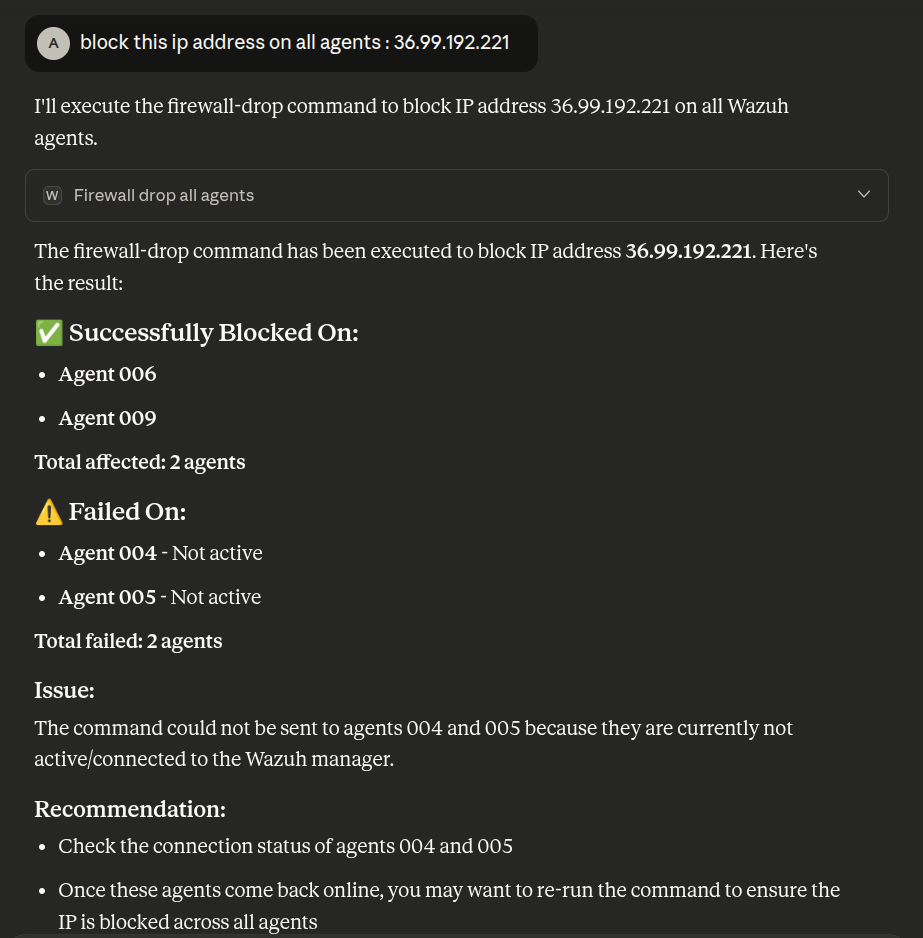 A
block this ip address on all agents : 36.99.192.221
I'll execute the firewall-drop command to block IP address 36.99.192.221 on all Wazuh
agents.
W Firewall drop all agents
The firewall-drop command has been executed to block IP address 36.99.192.221. Here's
the result:
✅ Successfully Blocked On:
• Agent 006
• Agent 009
Total affected: 2 agents
⚠️ Failed On:
• Agent 004 - Not active
• Agent 005 - Not active
Total failed: 2 agents
Issue:
The command could not be sent to agents 004 and 005 because they are currently not
active/connected to the Wazuh manager.
Recommendation:
• Check the connection status of agents 004 and 005
• Once these agents come back online, you may want to re-run the command to ensure the
IP is blocked across all agents